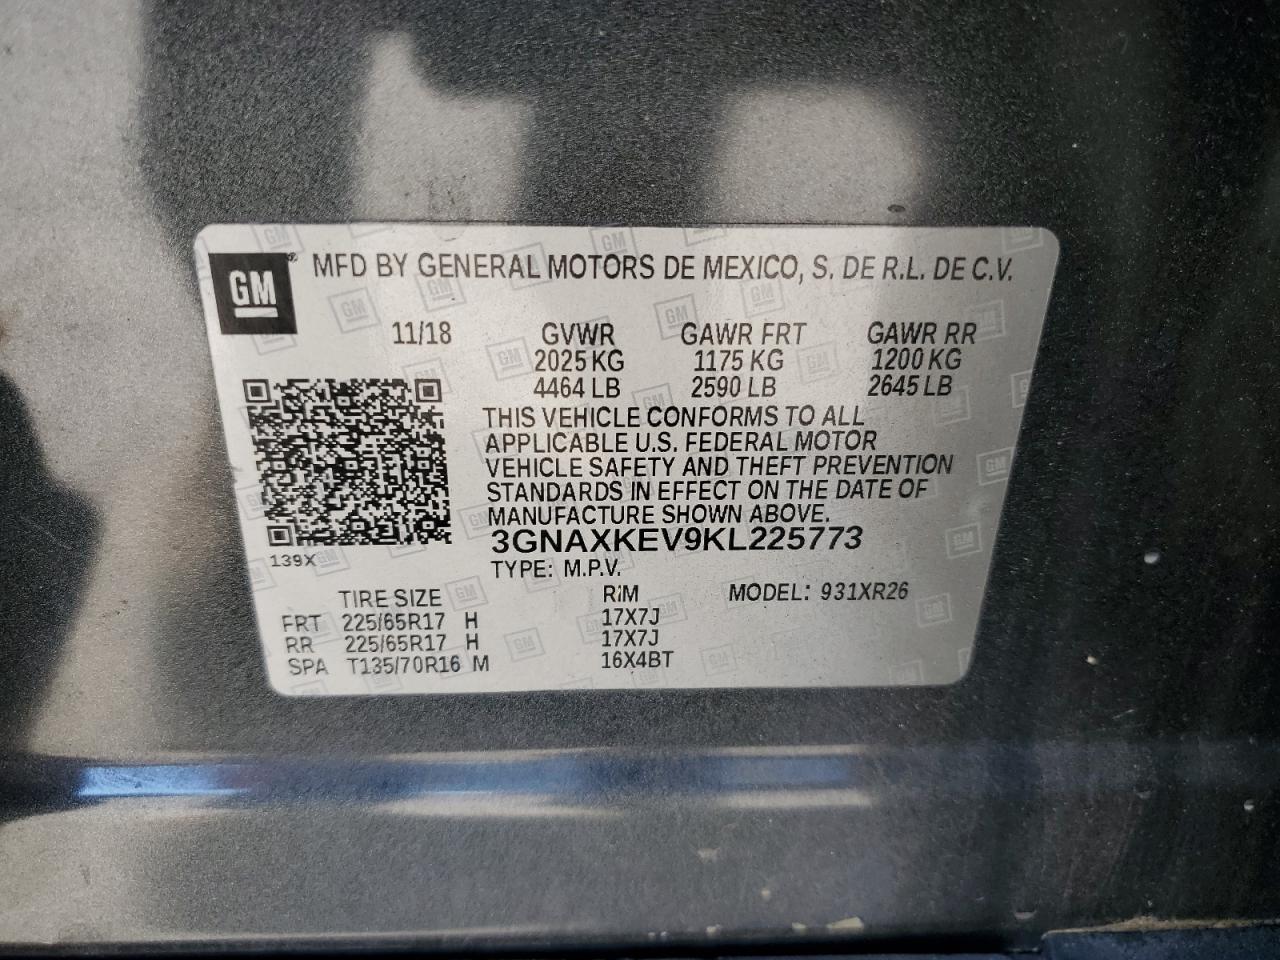 GM® MFD BY GENERAL MOTORS DE MEXICO, S. DE R.L. DE C.V.
11/18 GVWR GAWR FRT GAWR RR
2025 KG 1175 KG 1200 KG
4464 LB 2590 LB 2645 LB
THIS VEHICLE CONFORMS TO ALL
APPLICABLE U.S. FEDERAL MOTOR
VEHICLE SAFETY AND THEFT PREVENTION
STANDARDS IN EFFECT ON THE DATE OF
MANUFACTURE SHOWN ABOVE.
3GNAXKEV9KL225773
139X
TYPE: M.P.V.
TIRE SIZE RIM MODEL: 931XR26
FRT 225/65R17 H 17X7J
RR 225/65R17 H 17X7J
SPA T135/70R16 M 16X4BT